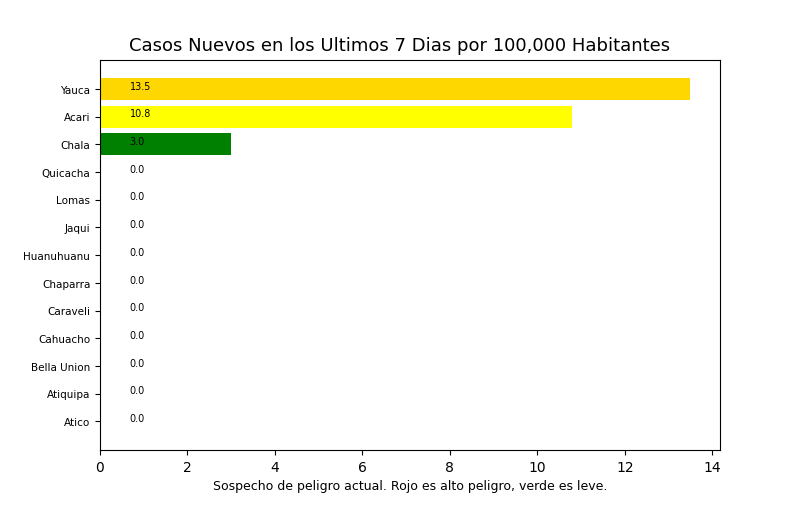 Casos Nuevos en los Ultimos 7 Dias por 100,000 Habitantes
Yauca 13.5
Acari 10.8
Chala 3.0
Quicacha 0.0
Lomas 0.0
Jaqui 0.0
Huanuhuanu 0.0
Chaparra 0.0
Caraveli 0.0
Cahuacho 0.0
Bella Union 0.0
Atiquipa 0.0
Atico 0.0
0 2 4 6 8 10 12 14
Sospecho de peligro actual. Rojo es alto peligro, verde es leve.